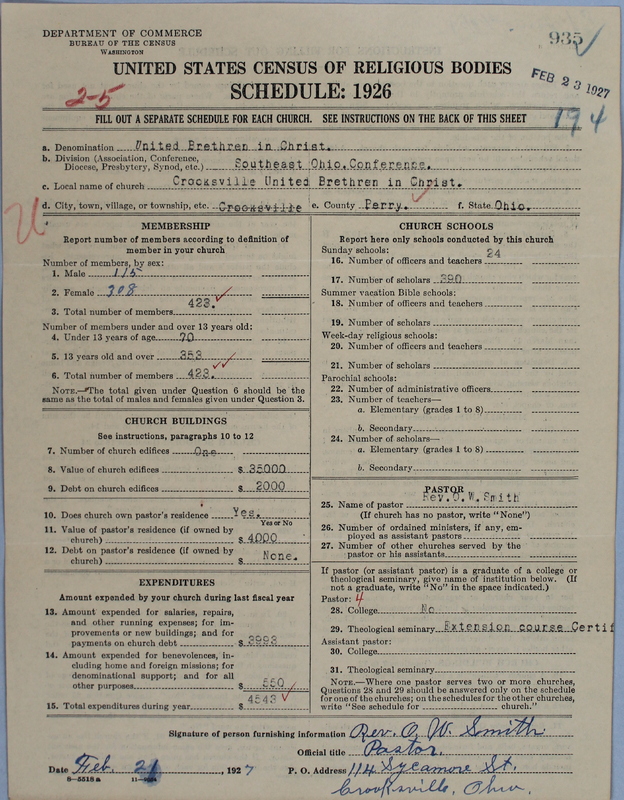 DEPARTMENT OF COMMERCE
BUREAU OF THE CENSUS
WASHINGTON
935
UNITED STATES CENSUS OF RELIGIOUS BODIES
SCHEDULE: 1926
FEB 23 1927
2-5
FILL OUT A SEPARATE SCHEDULE FOR EACH CHURCH. SEE INSTRUCTIONS ON THE BACK OF THIS SHEET
194
a. Denomination United Brethren in Christ.
b. Division (Association, Conference, Diocese, Presbytery, Synod, etc.) Southeast Ohio.Conference.
c. Local name of church Crooksville United Brethren in Christ.
d. City, town, village, or township, etc. Crooksville e. County Perry. f. State Ohio.
U
MEMBERSHIP
Report number of members according to definition of
member in your church
Number of members, by sex:
1. Male 115
2. Female 308
3. Total number of members 423.
Number of members under and over 13 years old:
4. Under 13 years of age 70
5. 13 years old and over 353
6. Total number of members 423.
NOTE.—The total given under Question 6 should be the
same as the total of males and females given under Question 3.
CHURCH BUILDINGS
See instructions, paragraphs 10 to 12
7. Number of church edifices One
8. Value of church edifices $ 35000
9. Debt on church edifices $ 2000
10. Does church own pastor's residence Yes.
Yes or No
11. Value of pastor's residence (if owned by
church) $ 4000
12. Debt on pastor's residence (if owned by
church) $ None.
EXPENDITURES
Amount expended by your church during last fiscal year
13. Amount expended for salaries, repairs,
and other running expenses; for im-
provements or new buildings; and for
payments on church debt $ 3993
14. Amount expended for benevolences, in-
cluding home and foreign missions; for
denominational support; and for all
other purposes $ 550
15. Total expenditures during year $ 4543
CHURCH SCHOOLS
Report here only schools conducted by this church
Sunday schools:
16. Number of officers and teachers 24
17. Number of scholars 390
Summer vacation Bible schools:
18. Number of officers and teachers
19. Number of scholars
Week-day religious schools:
20. Number of officers and teachers
21. Number of scholars
Parochial schools:
22. Number of administrative officers
23. Number of teachers—
a. Elementary (grades 1 to 8)
b. Secondary
24. Number of scholars—
a. Elementary (grades 1 to 8)
b. Secondary
PASTOR
25. Name of pastor Rev.O.W.Smith
(If church has no pastor, write "None")
26. Number of ordained ministers, if any, em-
ployed as assistant pastors
27. Number of other churches served by the
pastor or his assistants
If pastor (or assistant pastor) is a graduate of a college or
theological seminary, give name of institution below. (If
not a graduate, write "No" in the space indicated.)
Pastor: 4
28. College No
29. Theological seminary Extension course Certif
Assistant pastor:
30. College
31. Theological seminary
NOTE.—Where one pastor serves two or more churches,
Questions 28 and 29 should be answered only on the schedule
for one of the churches; on the schedules for the other churches,
write "See schedule for church."
Signature of person furnishing information Rev. O. W. Smith
Official title Pastor.
Date Feb. 21, 1927 P. O. Address 114 Sycamore St.
8-5518a Crooksville, Ohio.